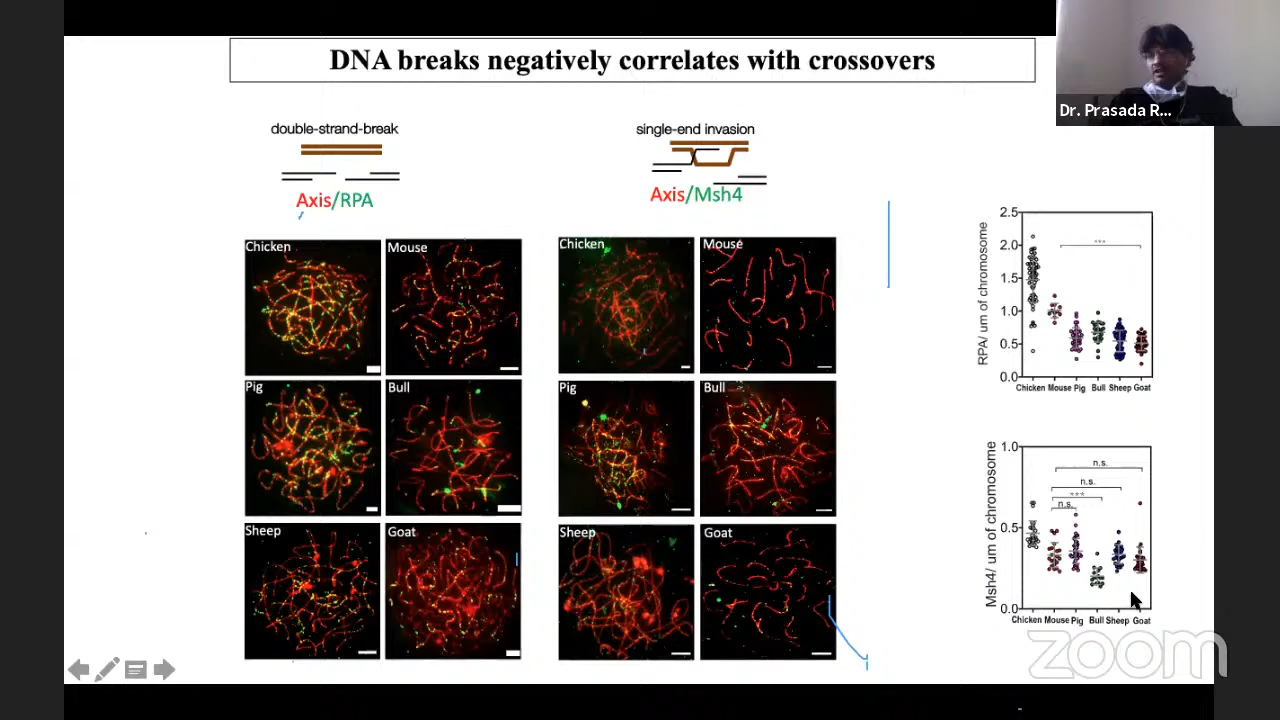 DNA breaks negatively correlates with crossovers
Dr. Prasada R...
double-strand-break
Axis/RPA
single-end invasion
Axis/Msh4
Chicken
Mouse
Pig
Bull
Sheep
Goat
Chicken
Mouse
Pig
Bull
Sheep
Goat
RPA/ um of chromosome
2.5
2.0
1.5
1.0
0.5
0.0
***
Chicken Mouse Pig Bull Sheep Goat
Msh4/ um of chromosome
1.0
0.5
0.0
n.s.
n.s.
***
n.s.
Chicken Mouse Pig Bull Sheep Goat
zoom